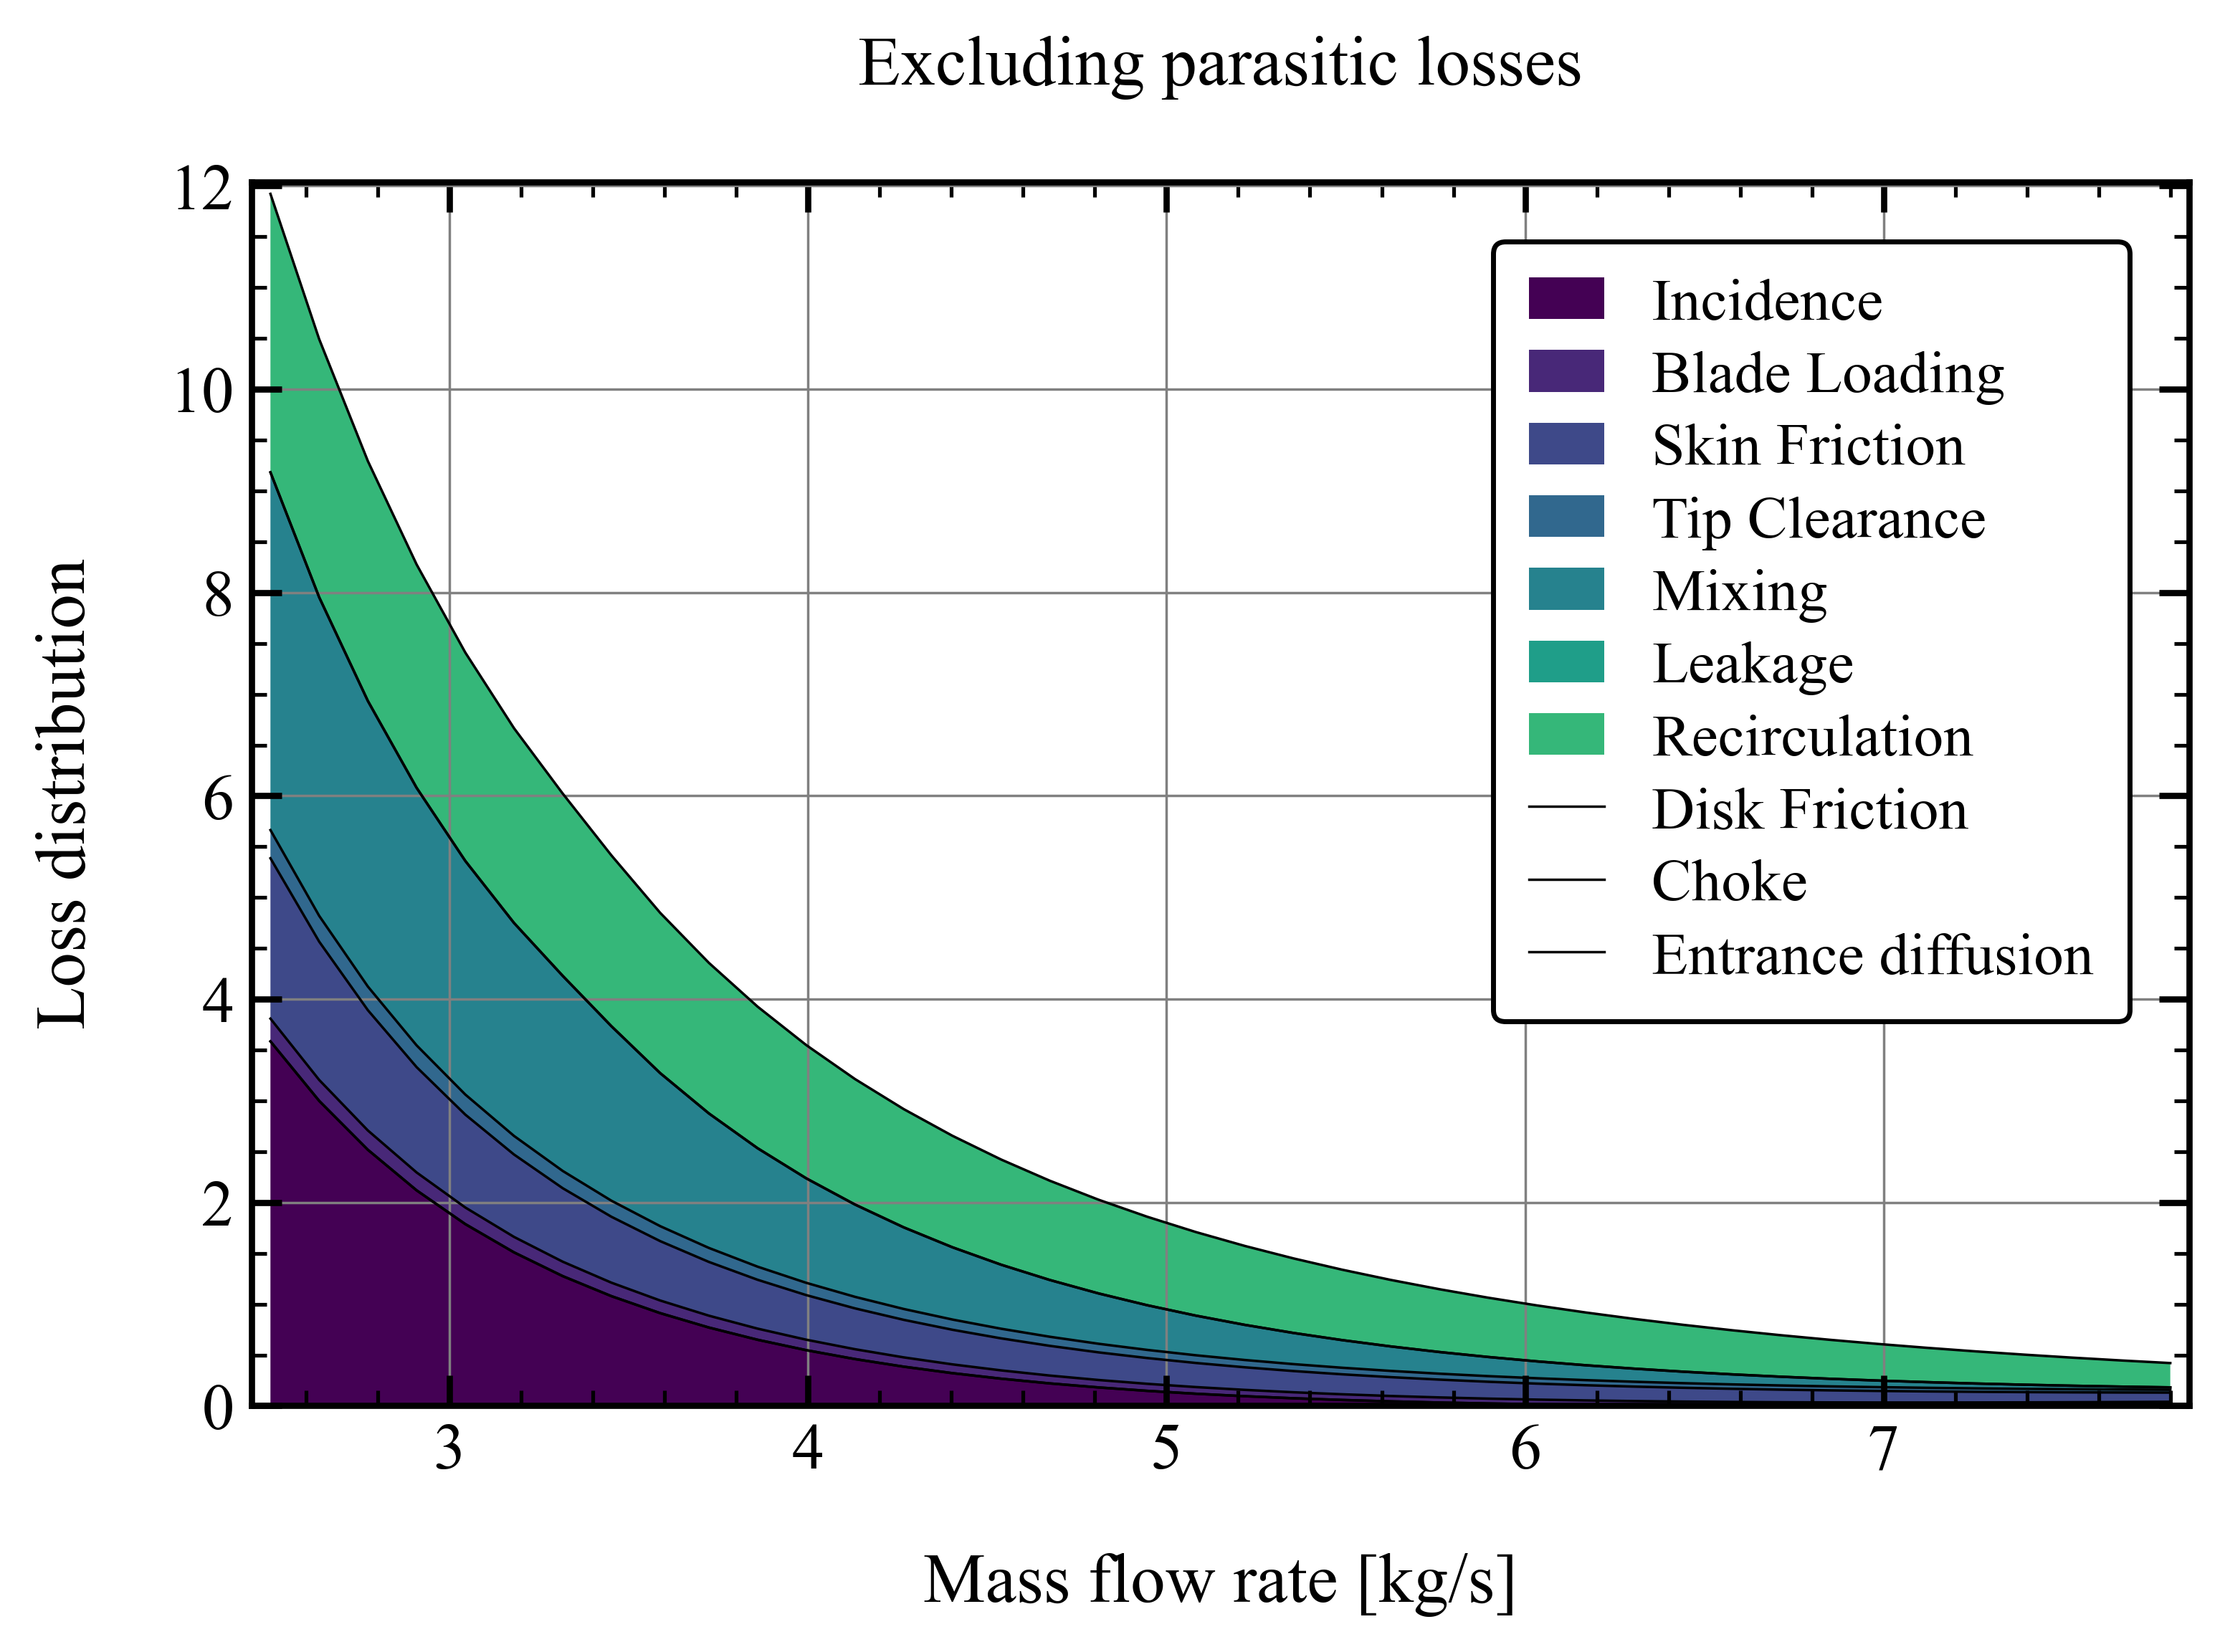 Excluding parasitic losses
12
10
8
6
4
2
0
Loss distribution
Incidence
Blade Loading
Skin Friction
Tip Clearance
Mixing
Leakage
Recirculation
Disk Friction
Choke
Entrance diffusion
3 4 5 6 7
Mass flow rate [kg/s]